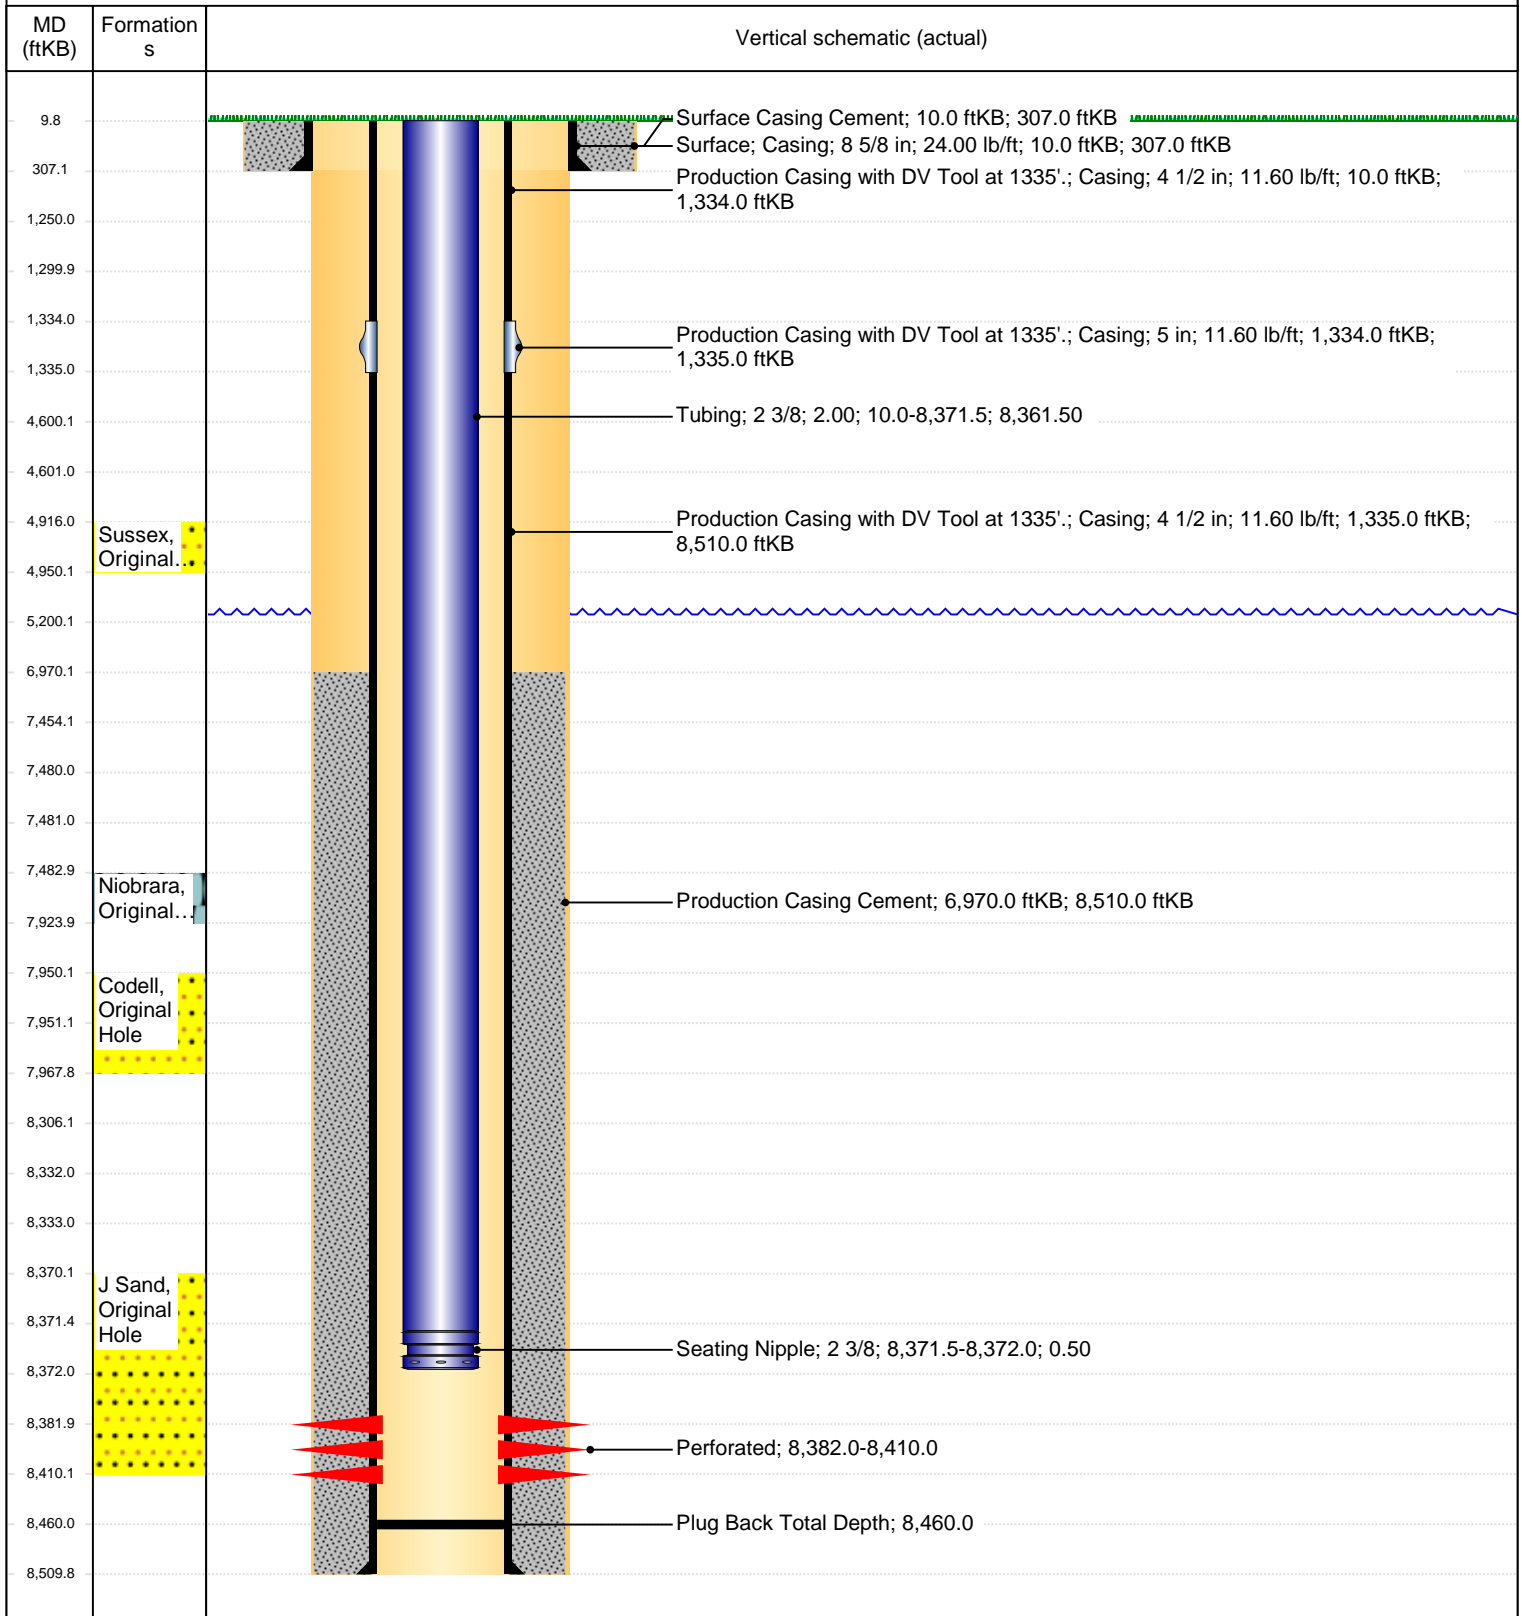 MD
(ftKB)
Formation
s
Vertical schematic (actual)
9.8
Surface Casing Cement; 10.0 ftKB; 307.0 ftKB
Surface; Casing; 8 5/8 in; 24.00 lb/ft; 10.0 ftKB; 307.0 ftKB
307.1
Production Casing with DV Tool at 1335'.; Casing; 4 1/2 in; 11.60 lb/ft; 10.0 ftKB;
1,334.0 ftKB
1,250.0
1,299.9
1,334.0
Production Casing with DV Tool at 1335'.; Casing; 5 in; 11.60 lb/ft; 1,334.0 ftKB;
1,335.0 ftKB
1,335.0
Tubing; 2 3/8; 2.00; 10.0-8,371.5; 8,361.50
4,600.1
4,601.0
4,916.0
Production Casing with DV Tool at 1335'.; Casing; 4 1/2 in; 11.60 lb/ft; 1,335.0 ftKB;
8,510.0 ftKB
Sussex,
Original...
4,950.1
5,200.1
6,970.1
7,454.1
7,480.0
7,481.0
7,482.9
Niobrara,
Original...
Production Casing Cement; 6,970.0 ftKB; 8,510.0 ftKB
7,923.9
7,950.1
Codell,
Original
Hole
7,951.1
7,967.8
8,306.1
8,332.0
8,333.0
8,370.1
J Sand,
Original
Hole
8,371.4
Seating Nipple; 2 3/8; 8,371.5-8,372.0; 0.50
8,372.0
8,381.9
Perforated; 8,382.0-8,410.0
8,410.1
8,460.0
Plug Back Total Depth; 8,460.0
8,509.8